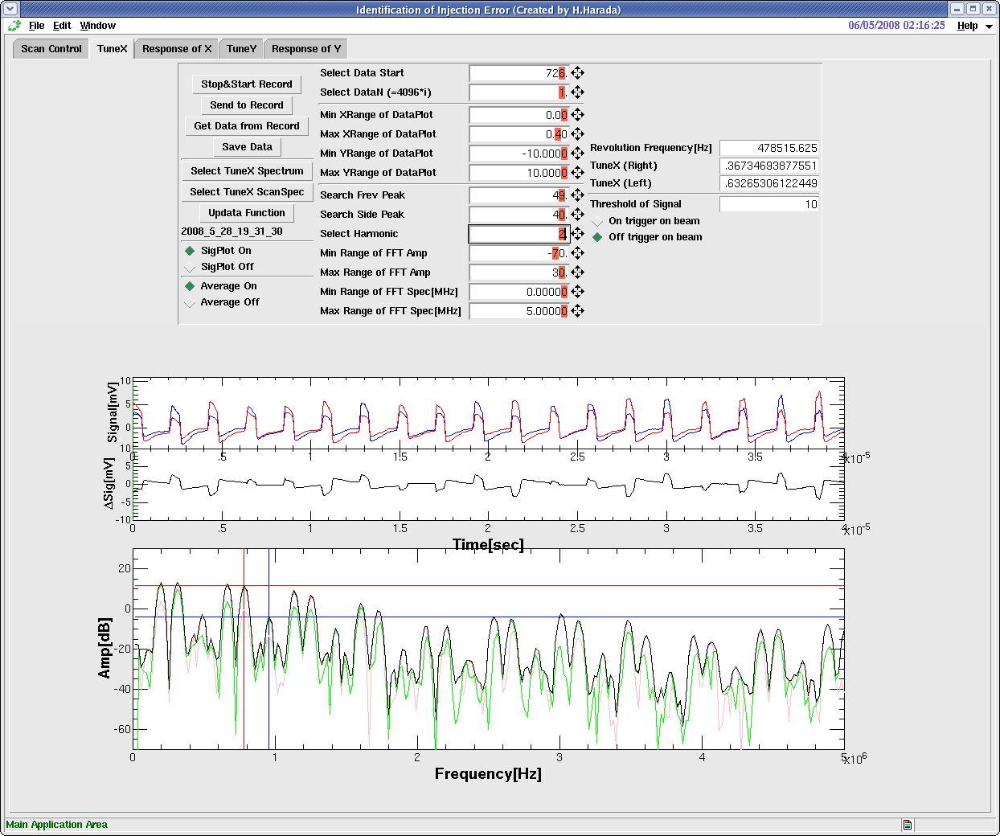 Identification of Injection Error (Created by H.Harada)
File Edit Window 06/05/2008 02:16:25 Help
Scan Control TuneX Response of X TuneY Response of Y
Stop&Start Record
Send to Record
Get Data from Record
Save Data
Select TuneX Spectrum
Select TuneX ScanSpec
Updata Function
2008_5_28_19_31_30
SigPlot On
SigPlot Off
Average On
Average Off
Select Data Start 726.
Select DataN (=4096*i) 1.
Min XRange of DataPlot 0.00
Max XRange of DataPlot 0.40
Min YRange of DataPlot -10.0000
Max YRange of DataPlot 10.0000
Search Frev Peak 49.
Search Side Peak 40.
Select Harmonic 2.
Min Range of FFT Amp -70.
Max Range of FFT Amp 30.
Min Range of FFT Spec[MHz] 0.00000
Max Range of FFT Spec[MHz] 5.00000
Revolution Frequency[Hz] 478515.625
TuneX (Right) .36734693877551
TuneX (Left) .63265306122449
Threshold of Signal 10
On trigger on beam
Off trigger on beam
Signal[mV]
10
5
0
10
0 .5 1 1.5 2 2.5 3 3.5 4 x10-5
ΔSig[mV]
5
0
-5
-10
0 .5 1 1.5 2 2.5 3 3.5 4 x10-5
Time[sec]
Amp[dB]
20
0
-20
-40
-60
0 1 2 3 4 5 x106
Frequency[Hz]
Main Application Area